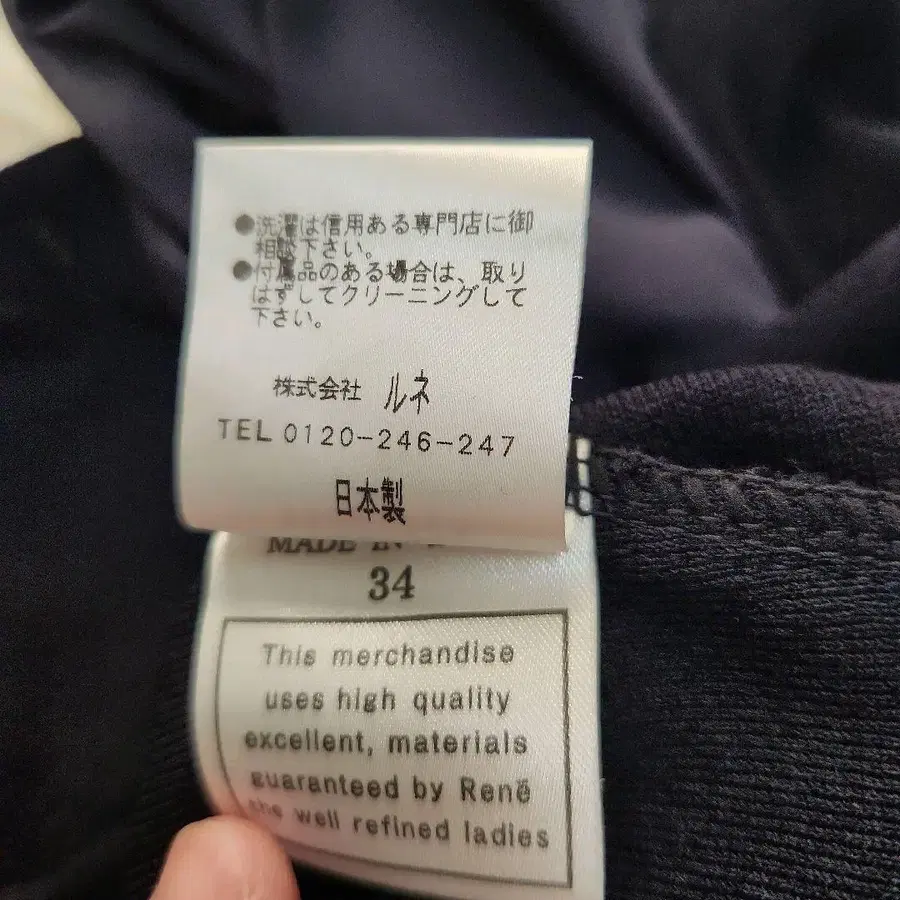 ●洗濯は信用ある専門店に御
相談下さい。
●付属品のある場合は、取り
はずしてクリーニングして
下さい。
株式会社 ルネ
TEL 0120-246-247
日本製
MADE IN
34
This merchandise
uses high quality
excellent, materials
guaranteed by Renë
the well refined ladies